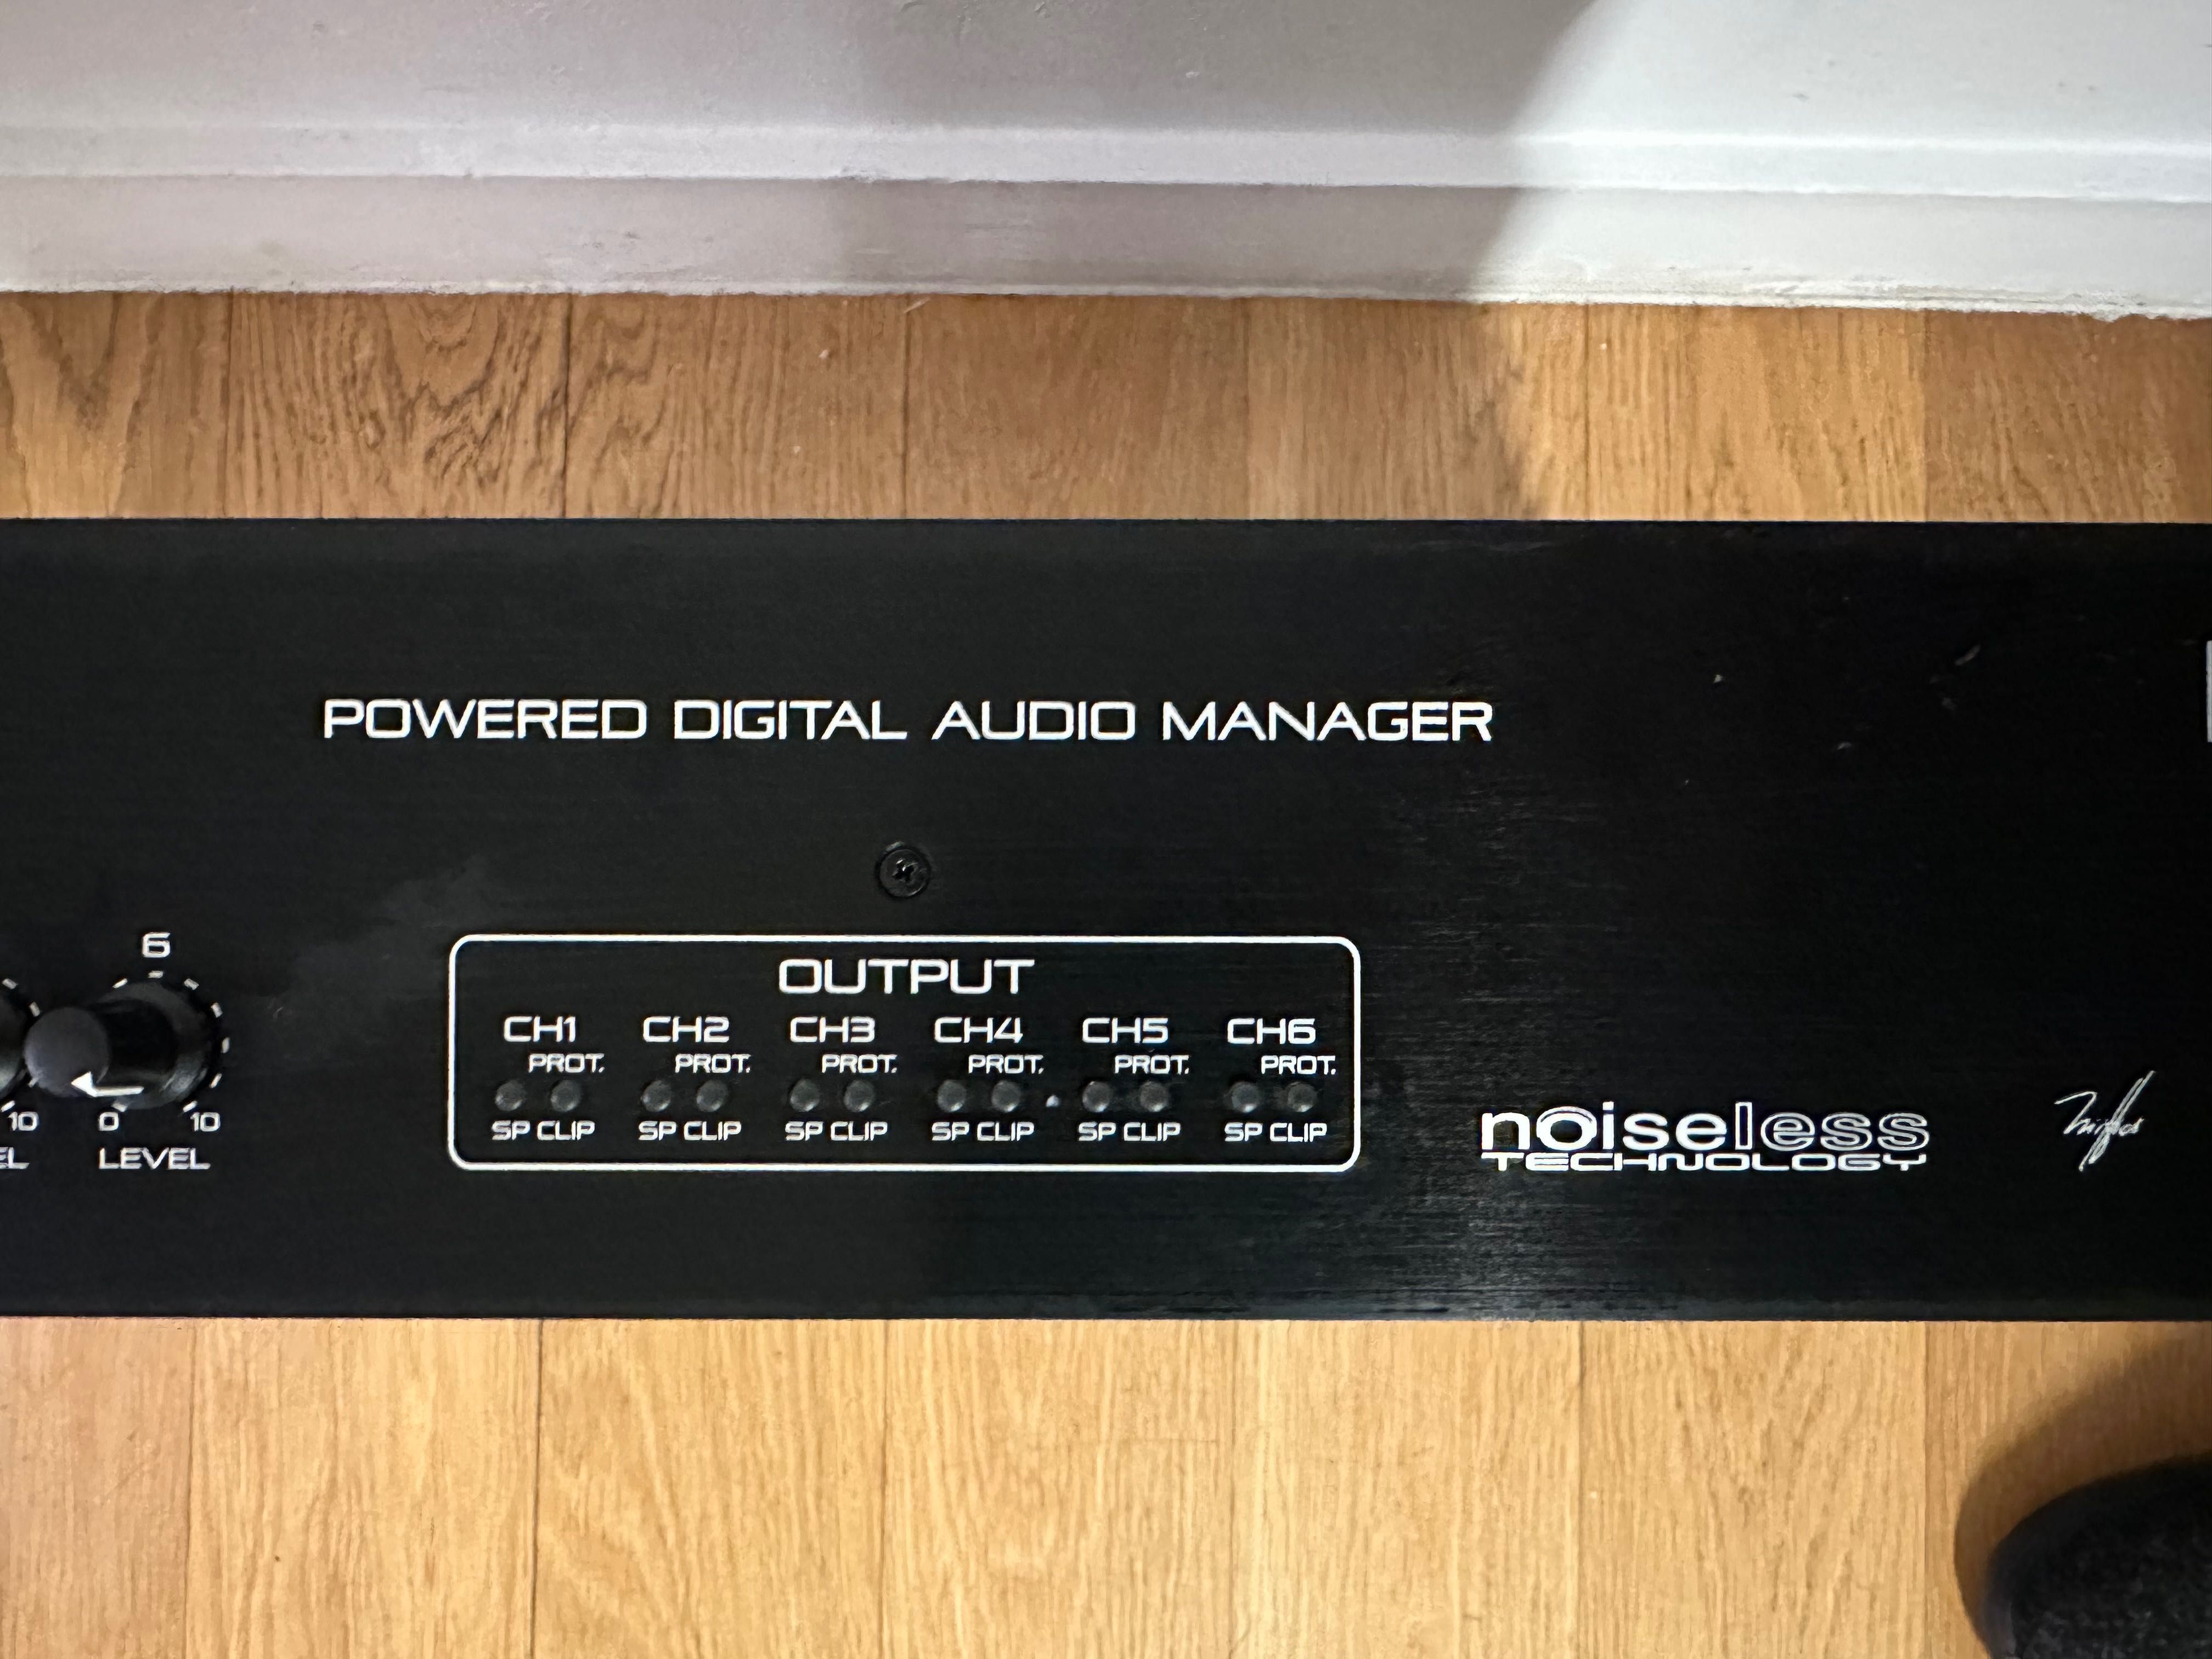 POWERED DIGITAL AUDIO MANAGER
6
10 0 10
LEVEL
OUTPUT
CH1 CH2 CH3 CH4 CH5 CH6
PROT. PROT. PROT. PROT. PROT. PROT.
SP CLIP SP CLIP SP CLIP SP CLIP SP CLIP SP CLIP
noiseless
TECHNOLOGY